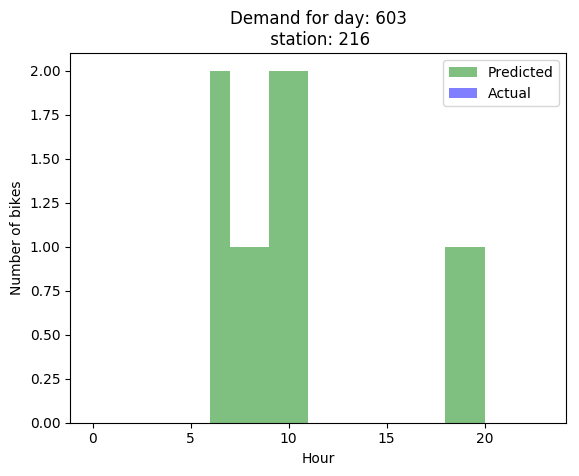 Demand for day: 603
station: 216
Predicted
Actual
2.00
1.75
1.50
1.25
1.00
0.75
0.50
0.25
0.00
Number of bikes
0 5 10 15 20
Hour